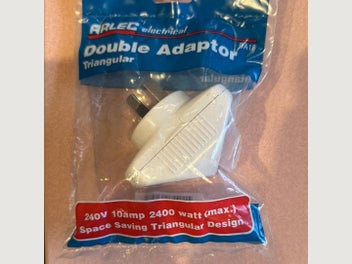 ARLEC electrical
Double Adaptor
Triangular
240V 10amp 2400 watt (max.)
Space Saving Triangular Design